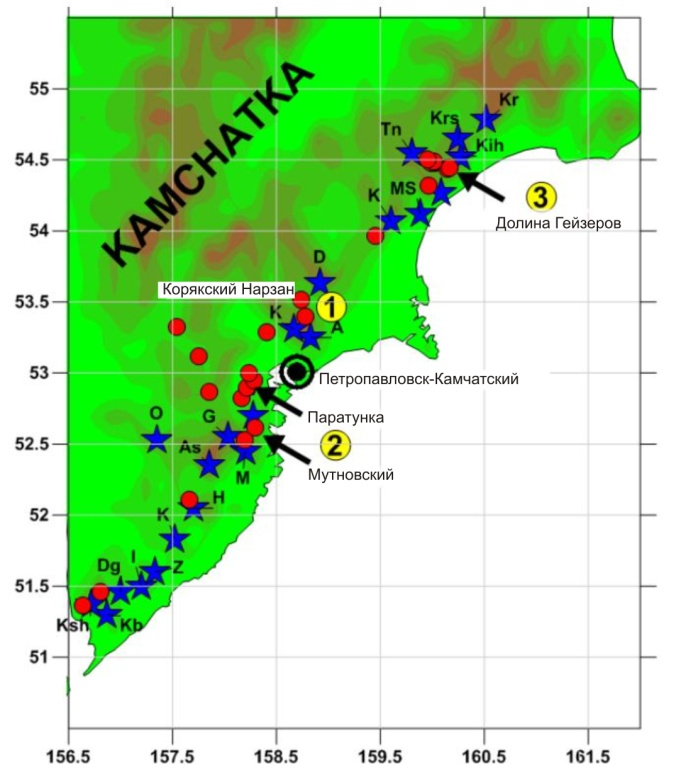 55
Kr
Krs
Tn
Kih
54.5
MS
3
K
Долина Гейзеров
54
D
KAMCHATKA
Корякский Нарзан
53.5
1
K
A
53
Петропавловск-Камчатский
O
G
Паратунка
52.5
As
2
M
Мутновский
H
52
K
I
Dg
Z
51.5
Ksh
Kb
51
156.5 157.5 158.5 159.5 160.5 161.5